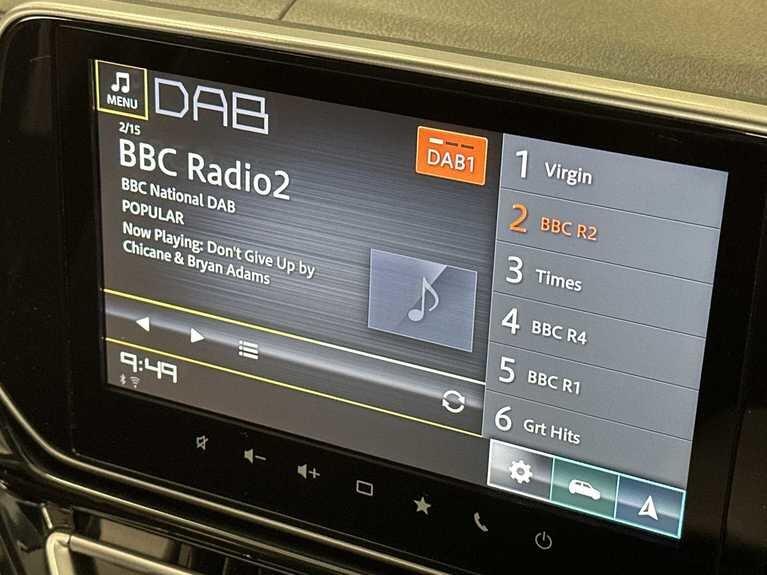 MENU
DAB
2/15
BBC Radio2
BBC National DAB
POPULAR
Now Playing: Don't Give Up by
Chicane & Bryan Adams
DAB1
1 Virgin
2 BBC R2
3 Times
4 BBC R4
5 BBC R1
6 Grt Hits
9:49